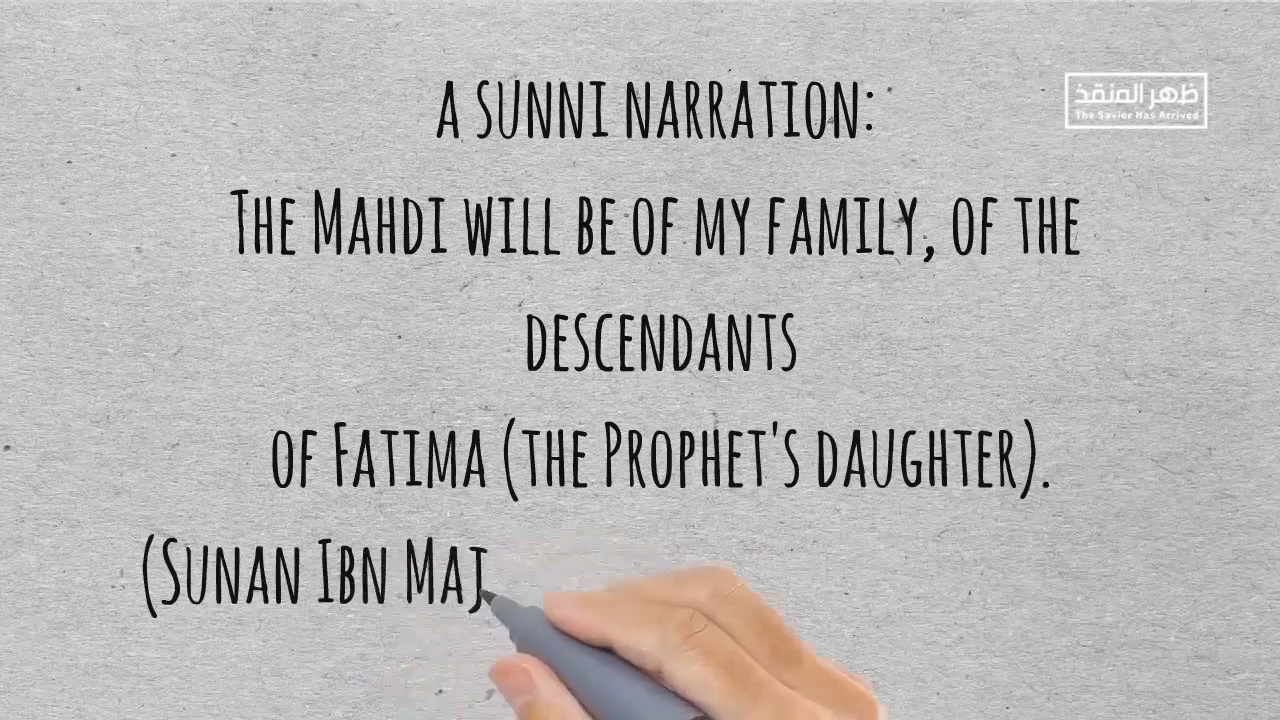 ظهر المنقذ
The Savior Has Arrived
A SUNNI NARRATION:
THE MAHDI WILL BE OF MY FAMILY, OF THE
DESCENDANTS
OF FATIMA (THE PROPHET'S DAUGHTER).
(SUNAN IBN MAJ